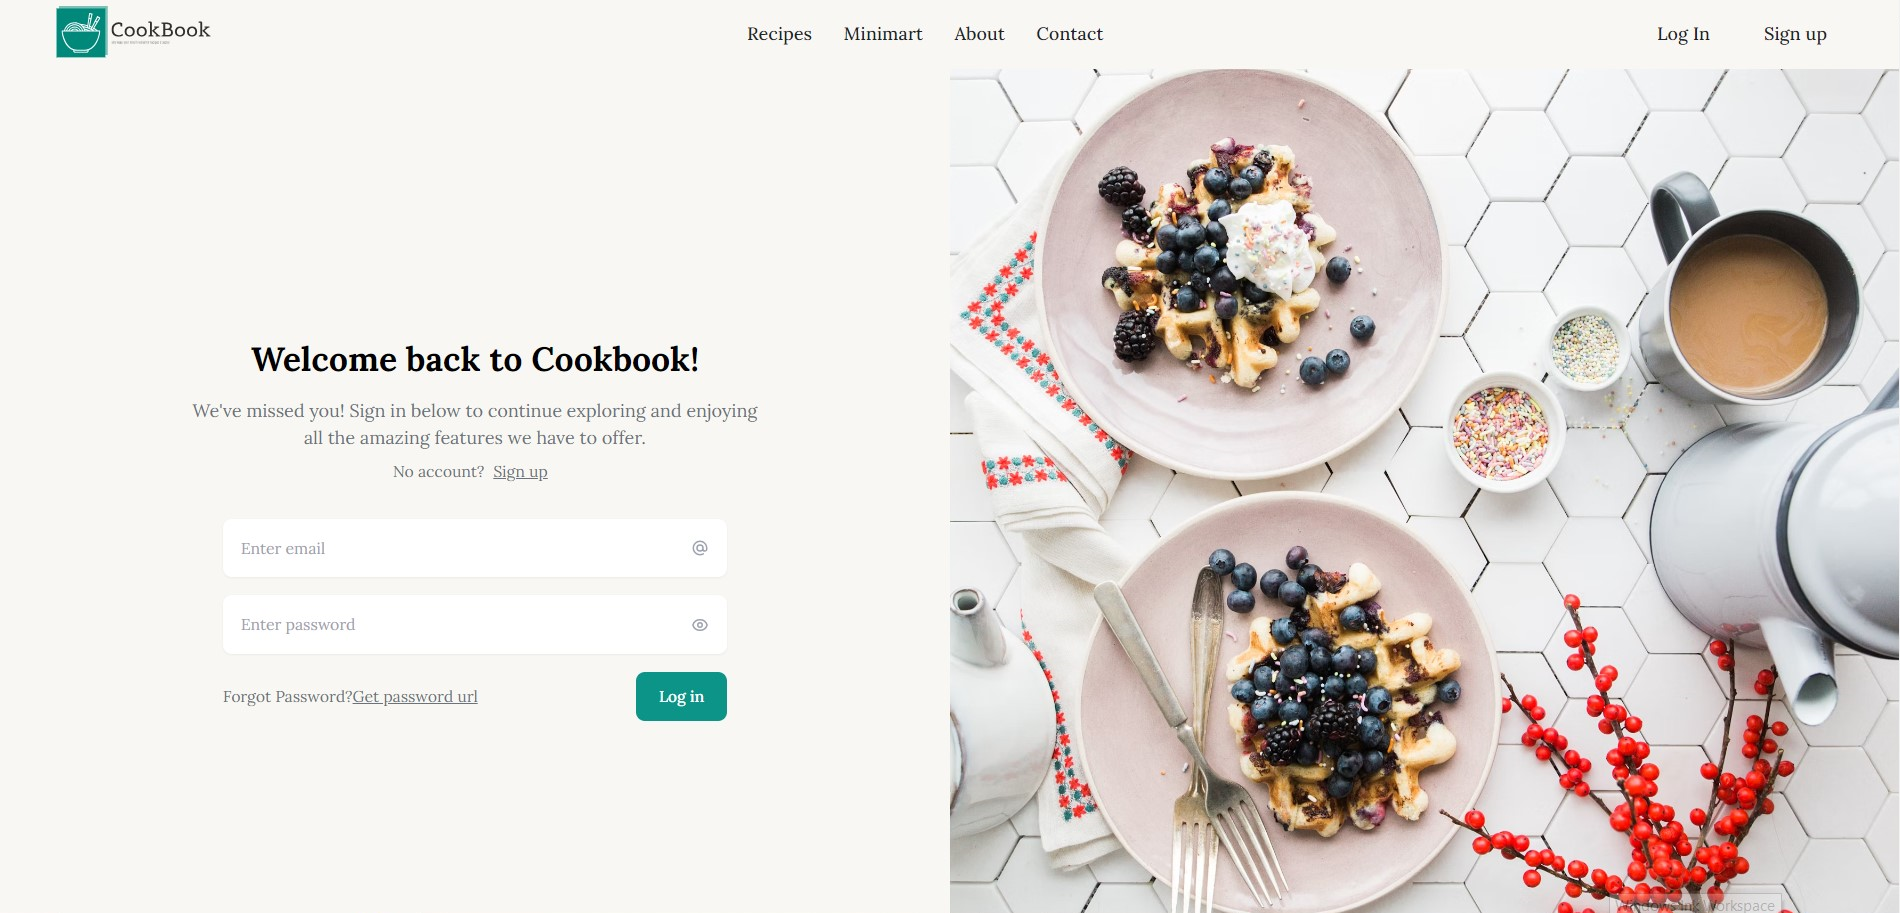 CookBook
Recipes Minimart About Contact
Log In Sign up
Welcome back to Cookbook!
We've missed you! Sign in below to continue exploring and enjoying
all the amazing features we have to offer.
No account? Sign up
Enter email
Enter password
Forgot Password?Get password url
Log in
Windows Ink Workspace